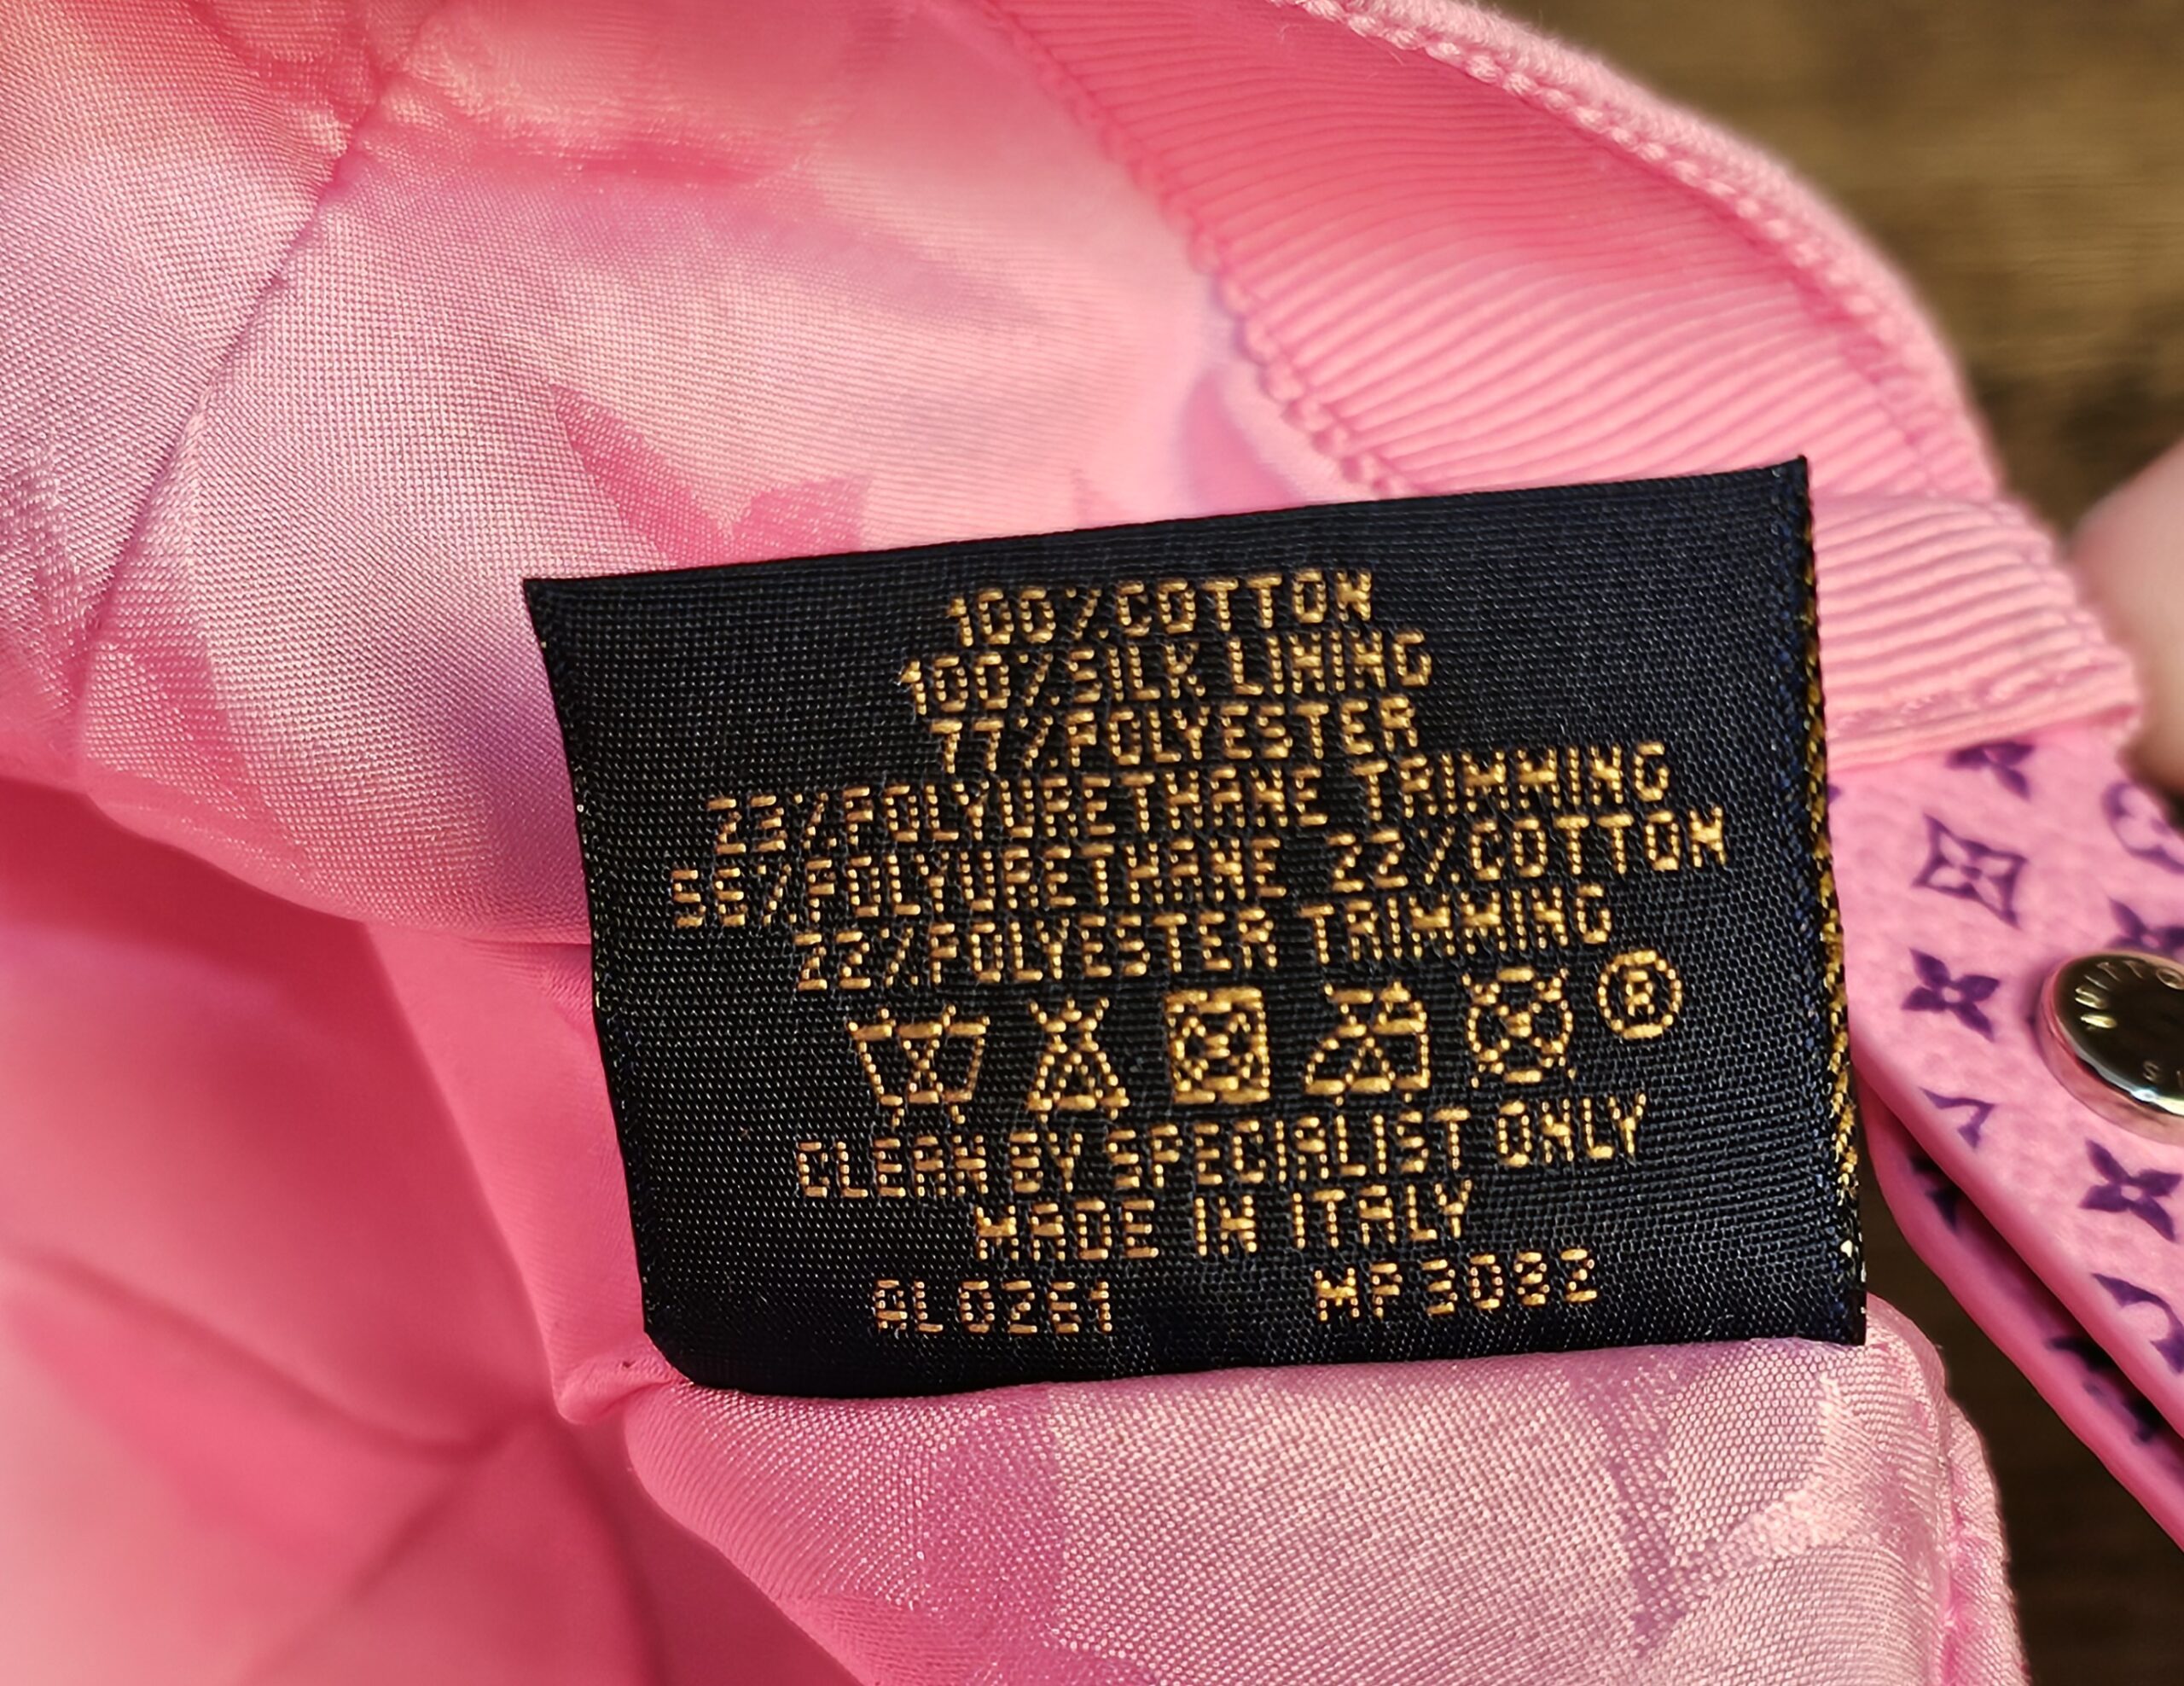 100%COTTON
100%SILK LINING
77%POLYESTER
23%POLYURETHANE TRIMMING
56%POLYURETHANE 22%COTTON
22%POLYESTER TRIMMING
®
CLEAN BY SPECIALIST ONLY
MADE IN ITALY
GL0261 MP3082